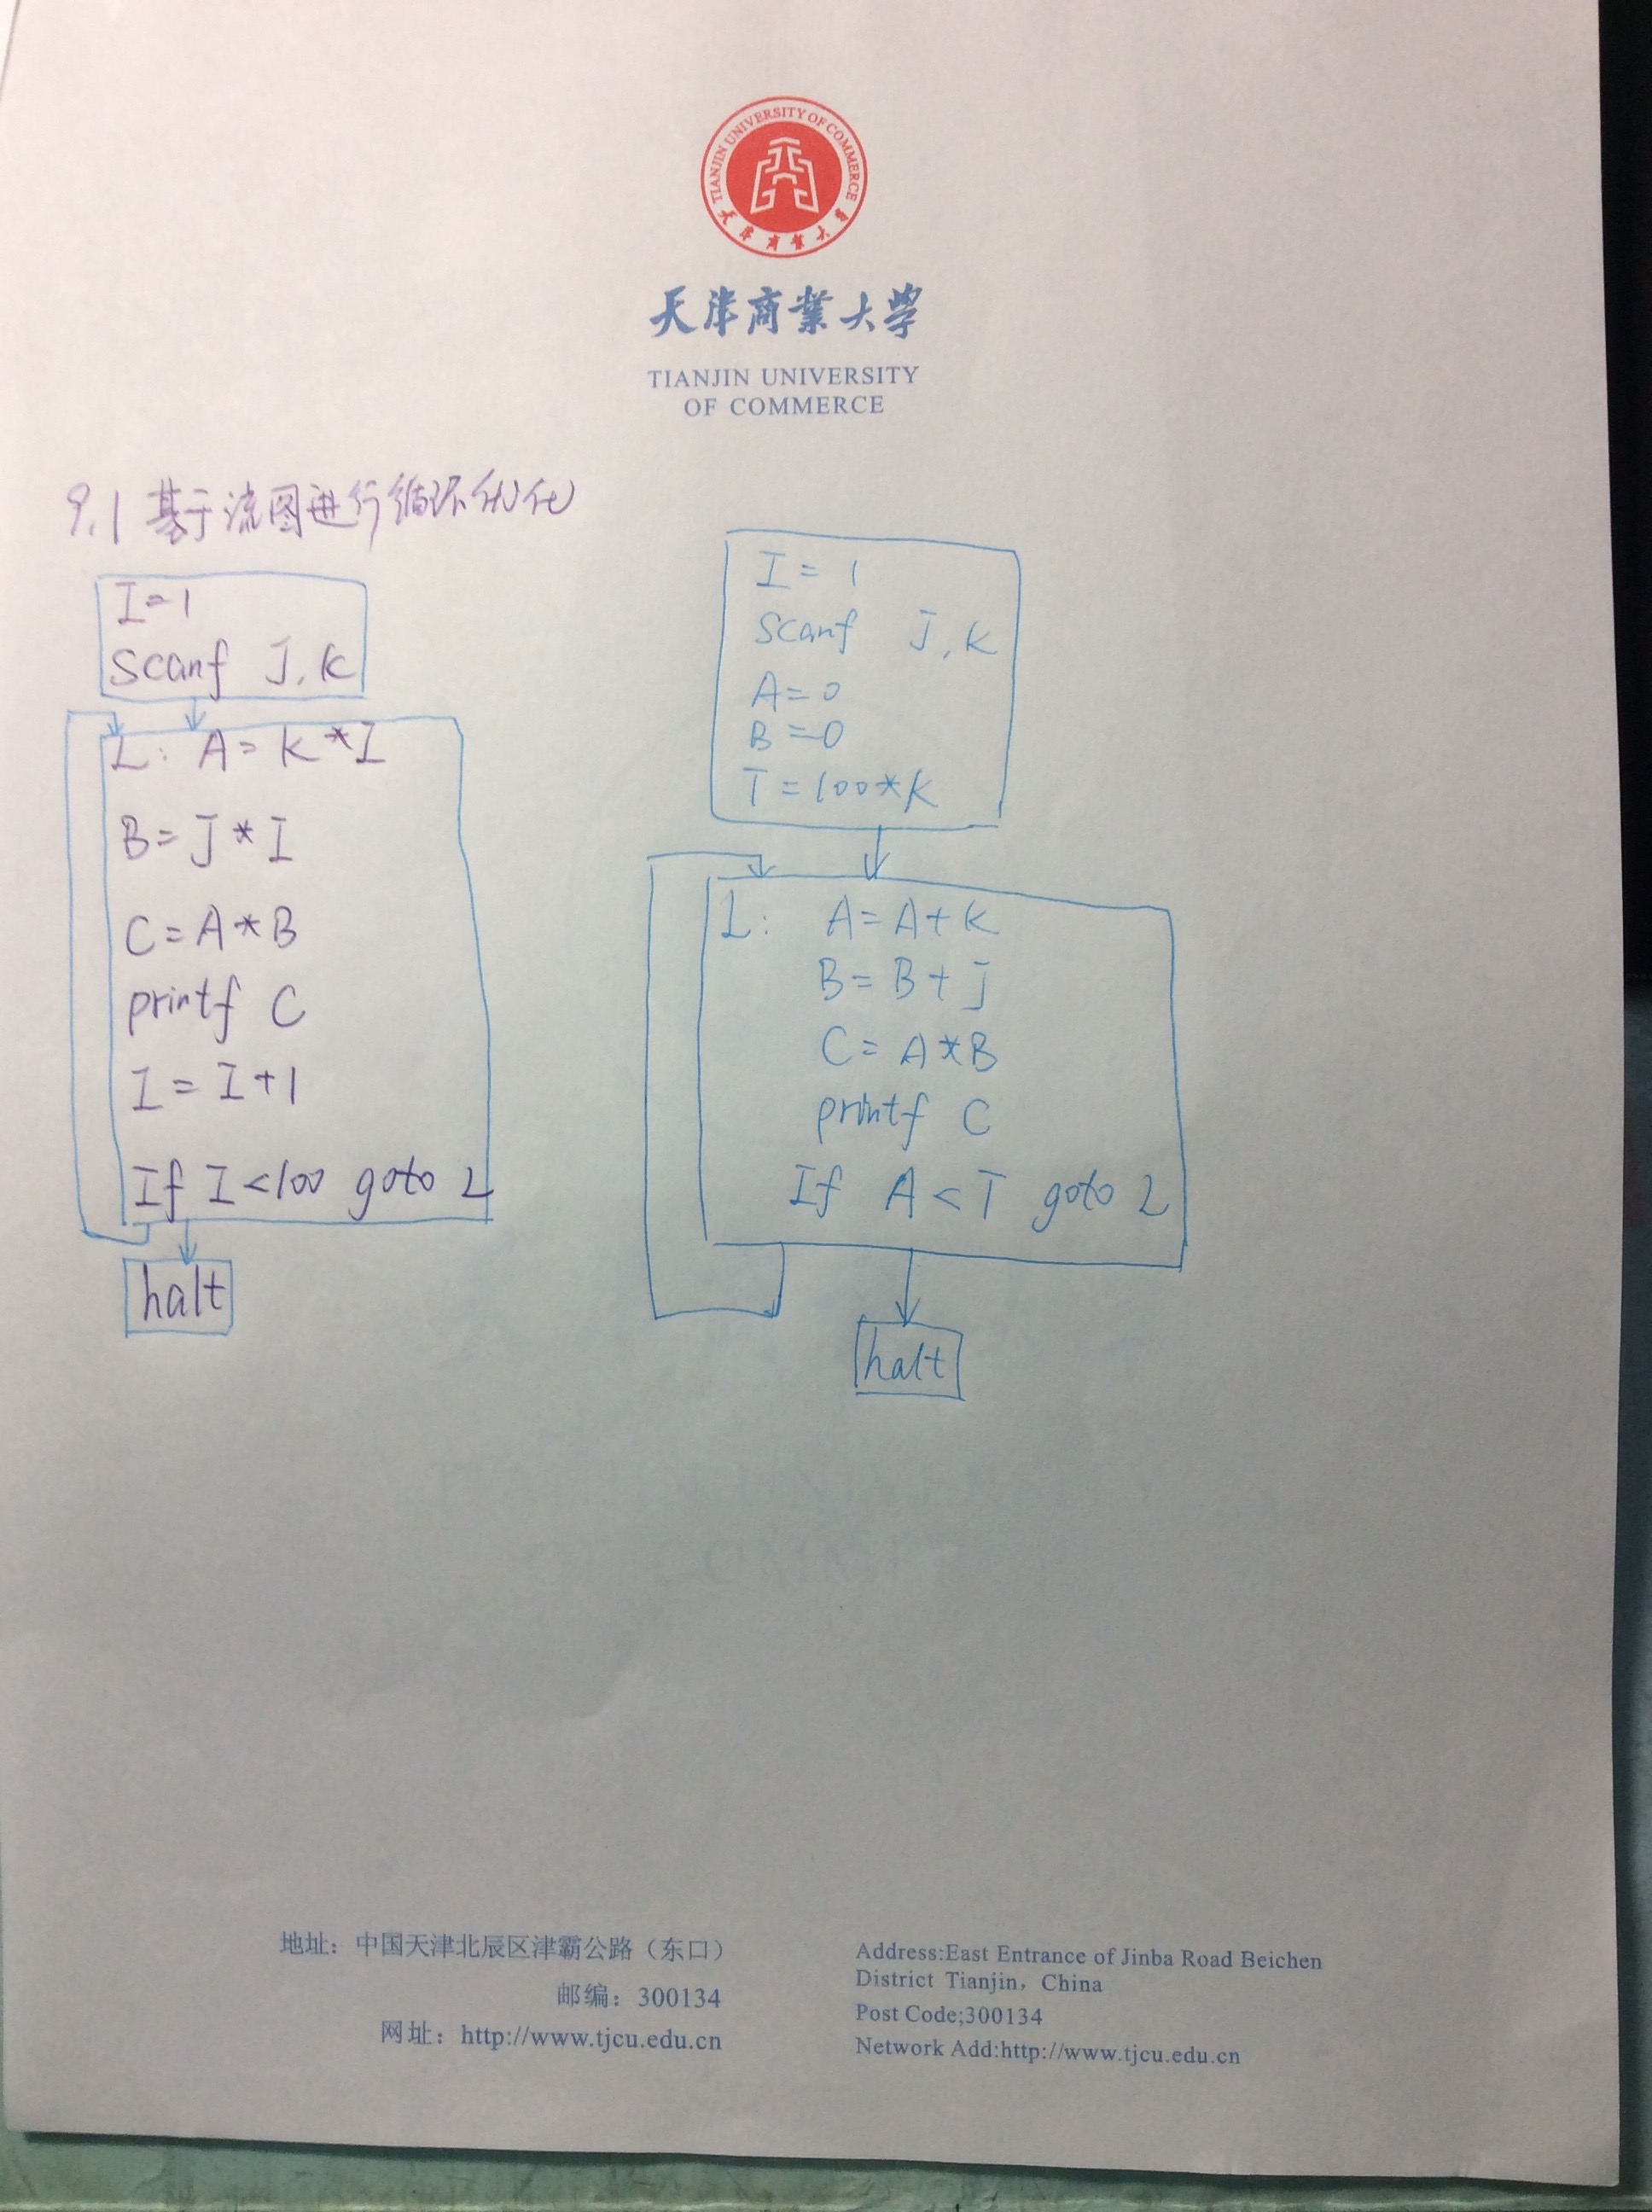 TIANJIN UNIVERSITY OF COMMERCE
天津商業大學
天津商業大學
TIANJIN UNIVERSITY
OF COMMERCE
9.1 基于流图进行循环优化
I=1
scanf J,K
L: A=K*I
B=J*I
C=A*B
printf C
I=I+1
If I<100 goto L
halt
I=1
Scanf J,K
A=0
B=0
T=100*K
L: A=A+K
B=B+J
C=A*B
printf C
If A<T goto L
halt
地址：中国天津北辰区津霸公路（东口）
邮编：300134
网址：http://www.tjcu.edu.cn
Address:East Entrance of Jinba Road Beichen
District Tianjin，China
Post Code;300134
Network Add:http://www.tjcu.edu.cn